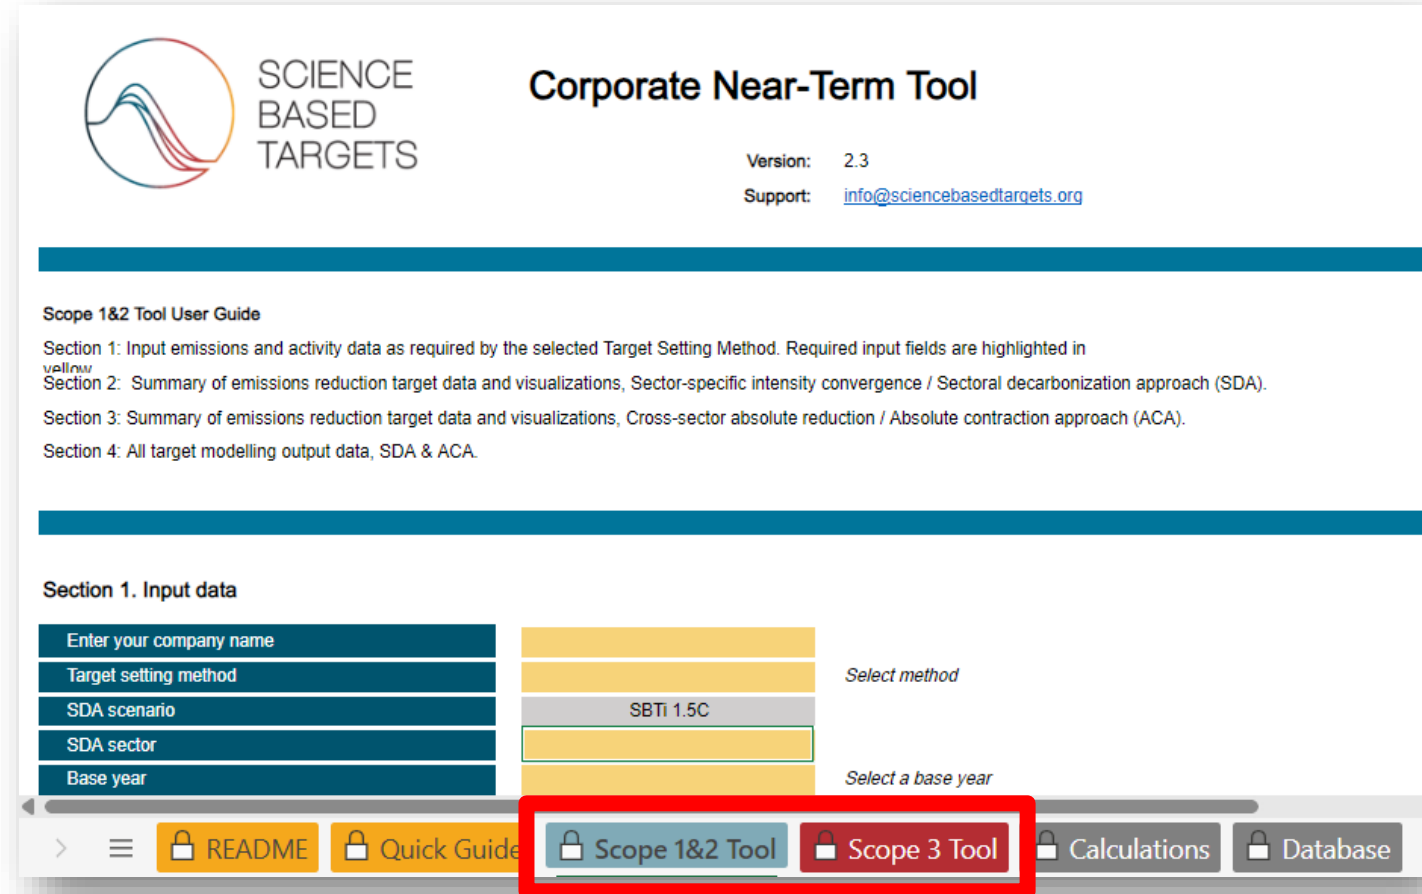 SCIENCE
BASED
TARGETS
Corporate Near-Term Tool
Version: 2.3
Support: info@sciencebasedtargets.org
Scope 1&2 Tool User Guide
Section 1: Input emissions and activity data as required by the selected Target Setting Method. Required input fields are highlighted in
yellow
Section 2: Summary of emissions reduction target data and visualizations, Sector-specific intensity convergence / Sectoral decarbonization approach (SDA).
Section 3: Summary of emissions reduction target data and visualizations, Cross-sector absolute reduction / Absolute contraction approach (ACA).
Section 4: All target modelling output data, SDA & ACA.
Section 1. Input data
Enter your company name
Target setting method Select method
SDA scenario SBTi 1.5C
SDA sector
Base year Select a base year
README Quick Guide Scope 1&2 Tool Scope 3 Tool Calculations Database